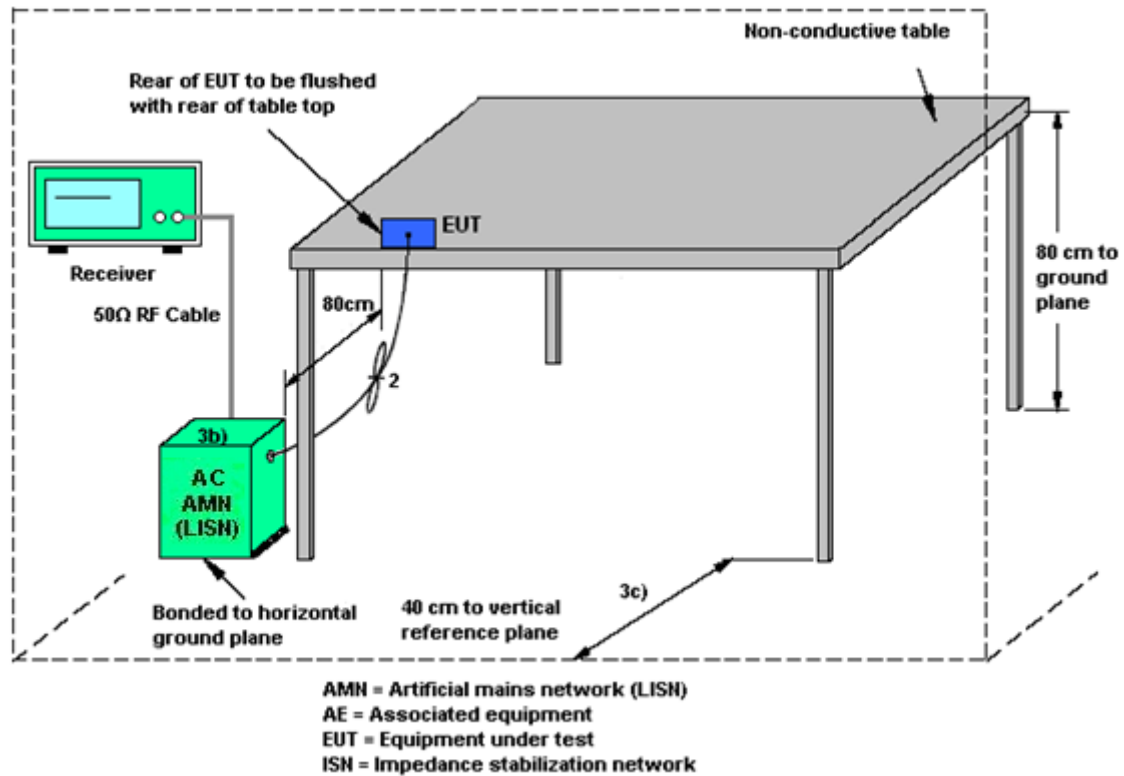 Non-conductive table
Rear of EUT to be flushed
with rear of table top
EUT
Receiver
80cm
80 cm to
ground
plane
50Ω RF Cable
2
3b)
AC
AMN
(LISN)
3c)
Bonded to horizontal
ground plane
40 cm to vertical
reference plane
AMN = Artificial mains network (LISN)
AE = Associated equipment
EUT = Equipment under test
ISN = Impedance stabilization network